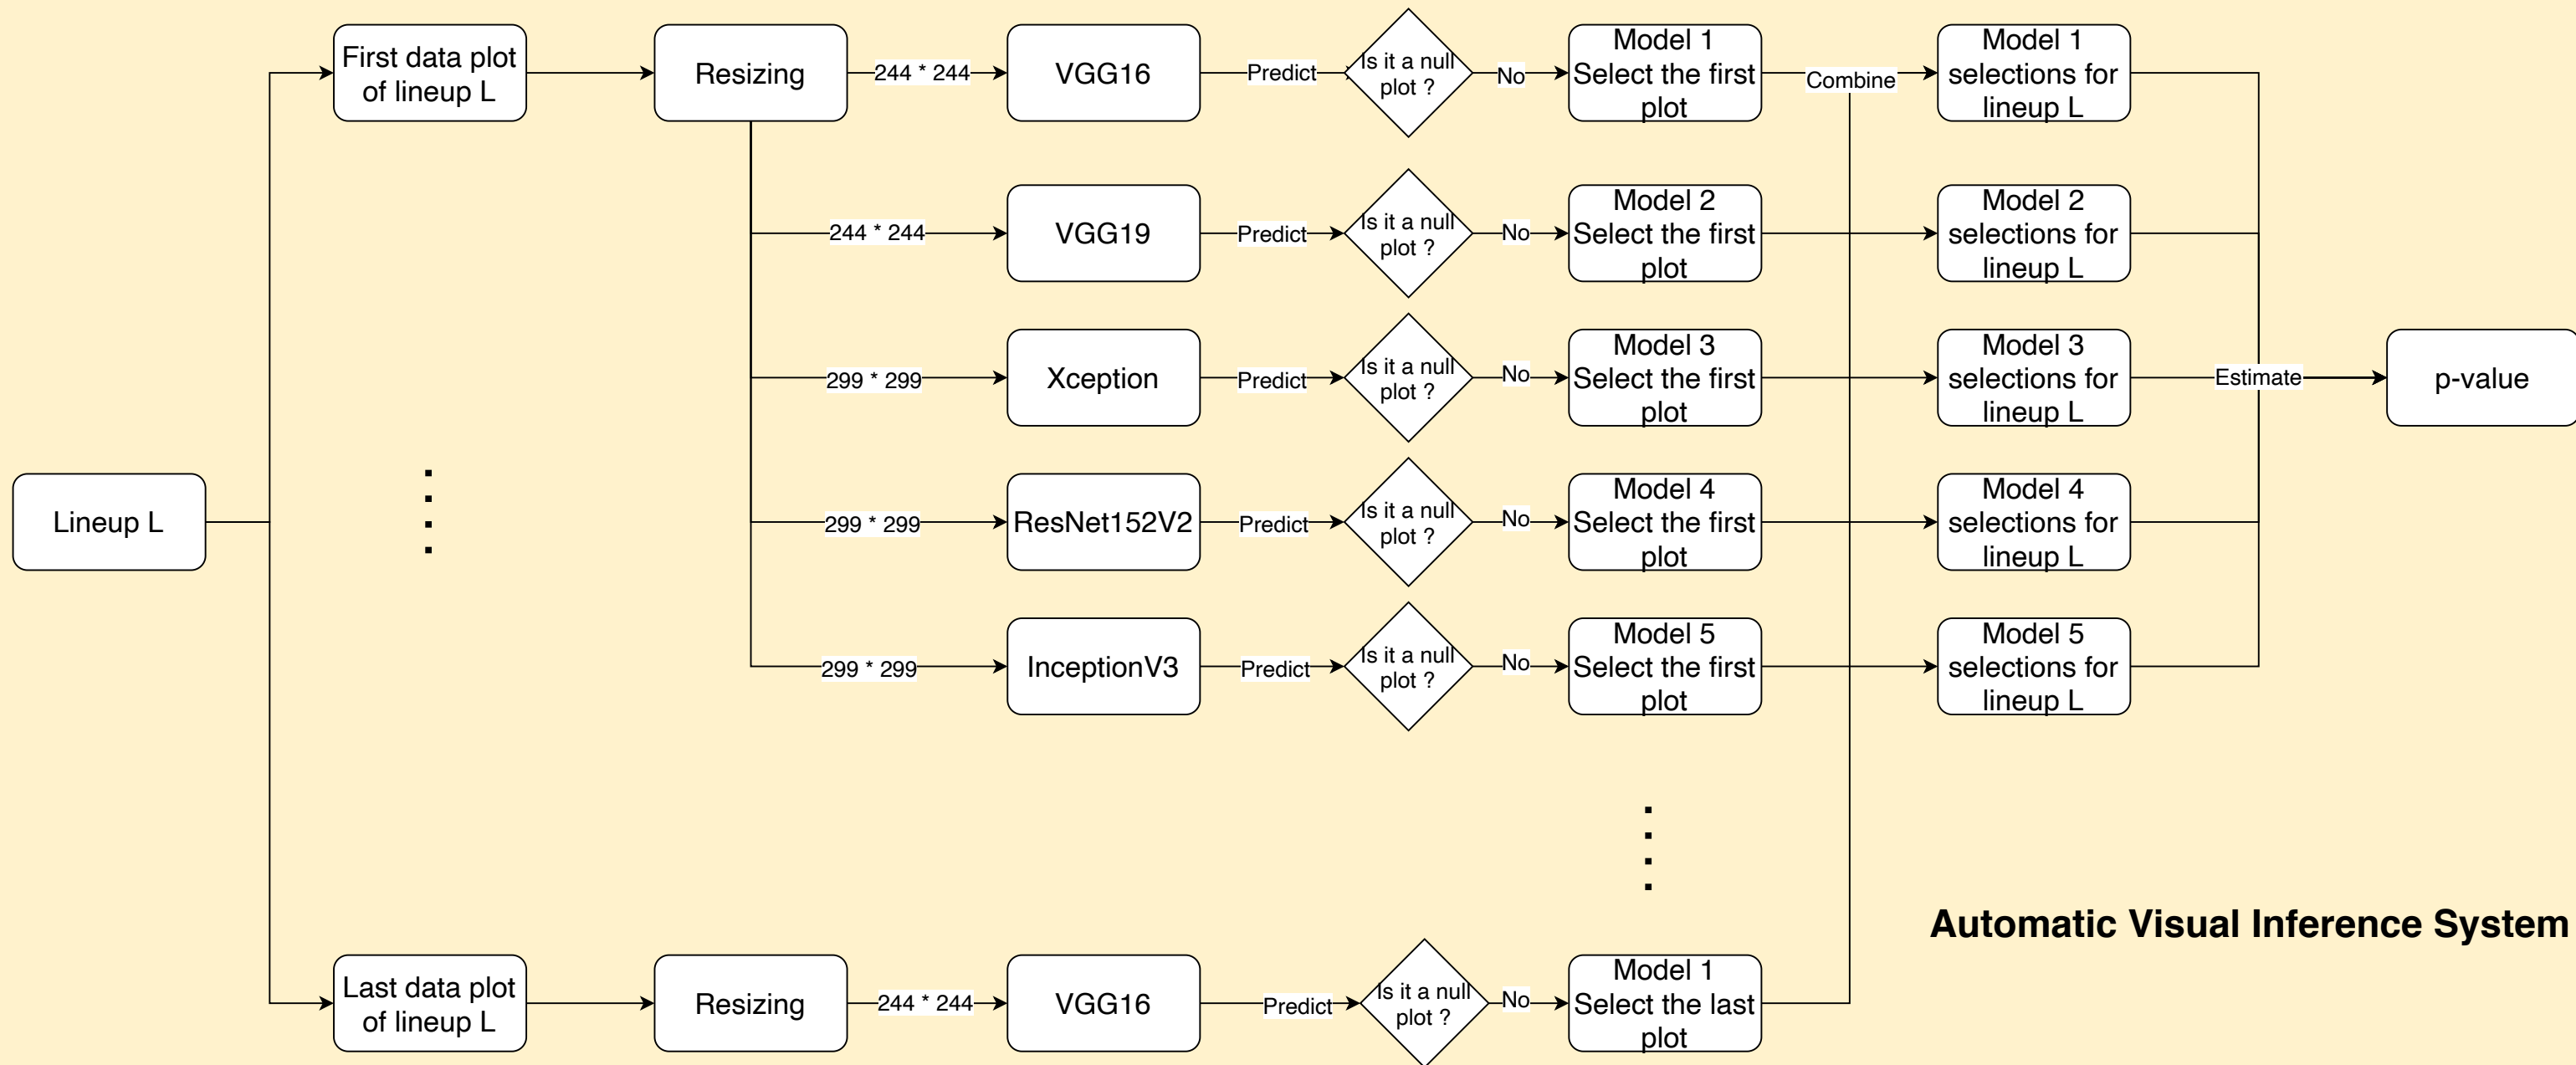 First data plot
of lineup L
Resizing
244 * 244
VGG16
Predict
Is it a null
plot ?
No
Model 1
Select the first
plot
Combine
Model 1
selections for
lineup L
244 * 244
VGG19
Predict
Is it a null
plot ?
No
Model 2
Select the first
plot
Model 2
selections for
lineup L
299 * 299
Xception
Predict
Is it a null
plot ?
No
Model 3
Select the first
plot
Model 3
selections for
lineup L
Estimate
p-value
Lineup L
299 * 299
ResNet152V2
Predict
Is it a null
plot ?
No
Model 4
Select the first
plot
Model 4
selections for
lineup L
299 * 299
InceptionV3
Predict
Is it a null
plot ?
No
Model 5
Select the first
plot
Model 5
selections for
lineup L
Automatic Visual Inference System
Last data plot
of lineup L
Resizing
244 * 244
VGG16
Predict
Is it a null
plot ?
No
Model 1
Select the last
plot